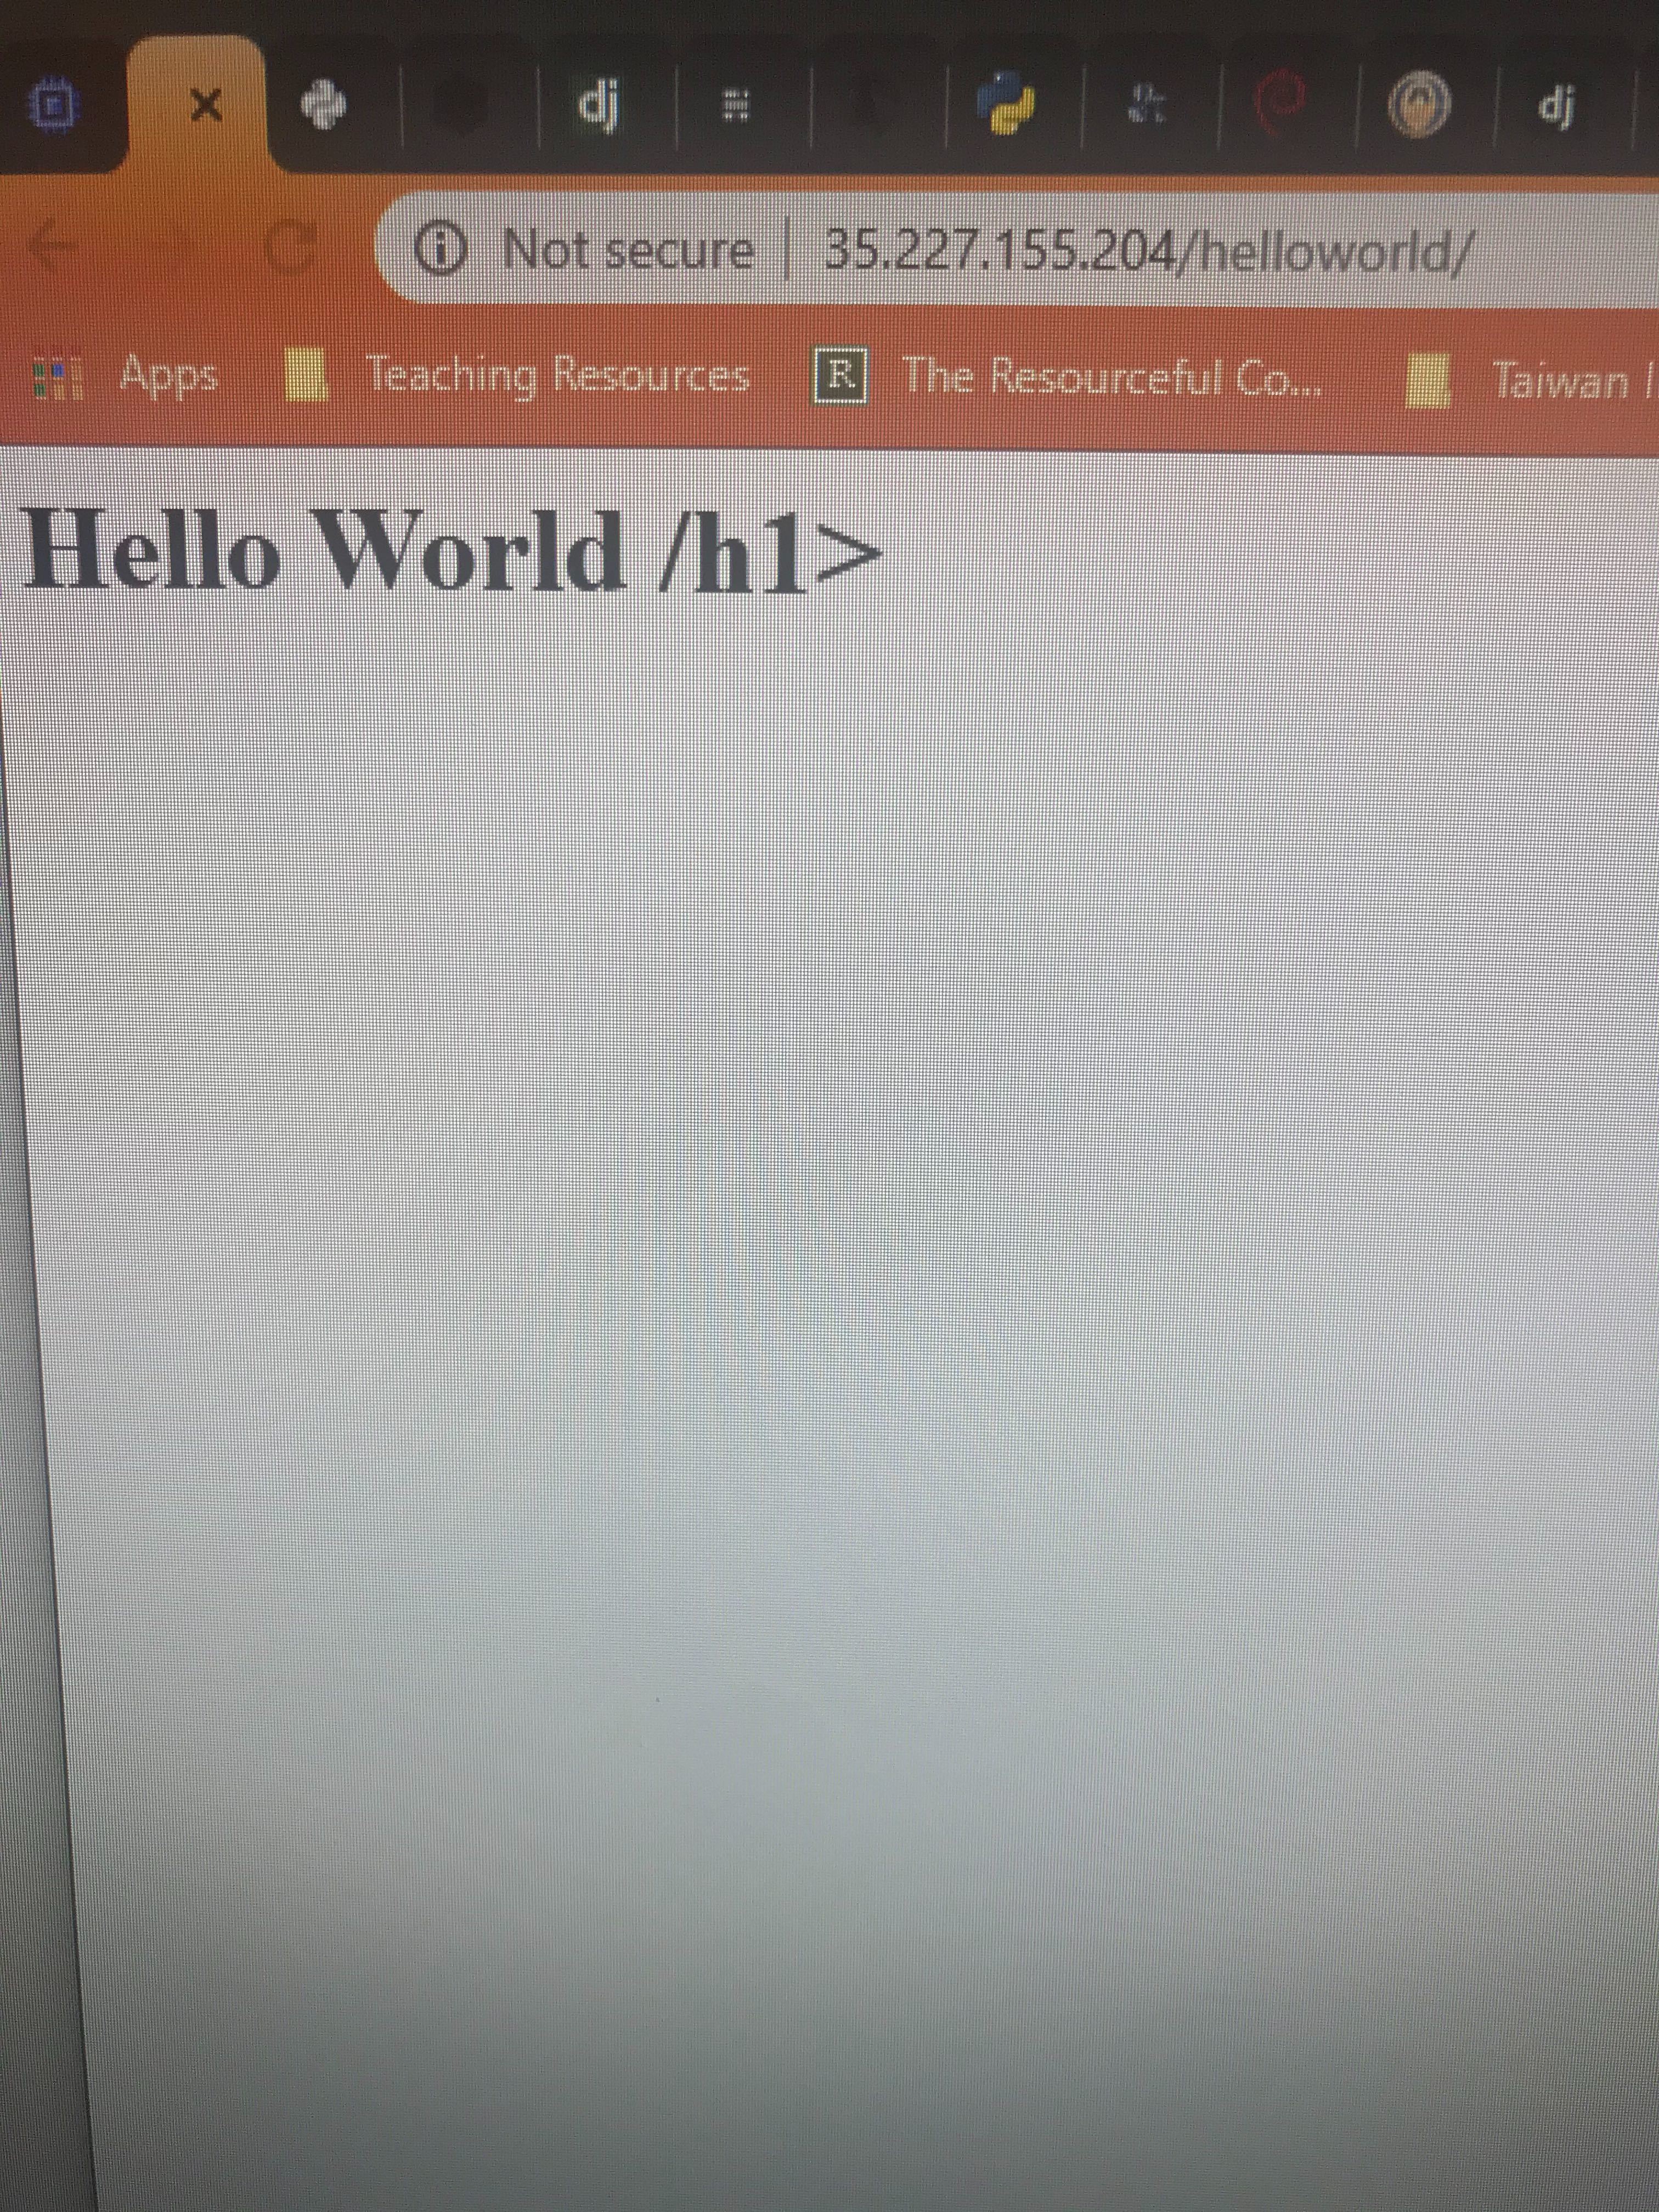 dj
dj
Not secure | 35.227.155.204/helloworld/
Apps Teaching Resources R The Resourceful Co... Taiwan
Hello World /h1>